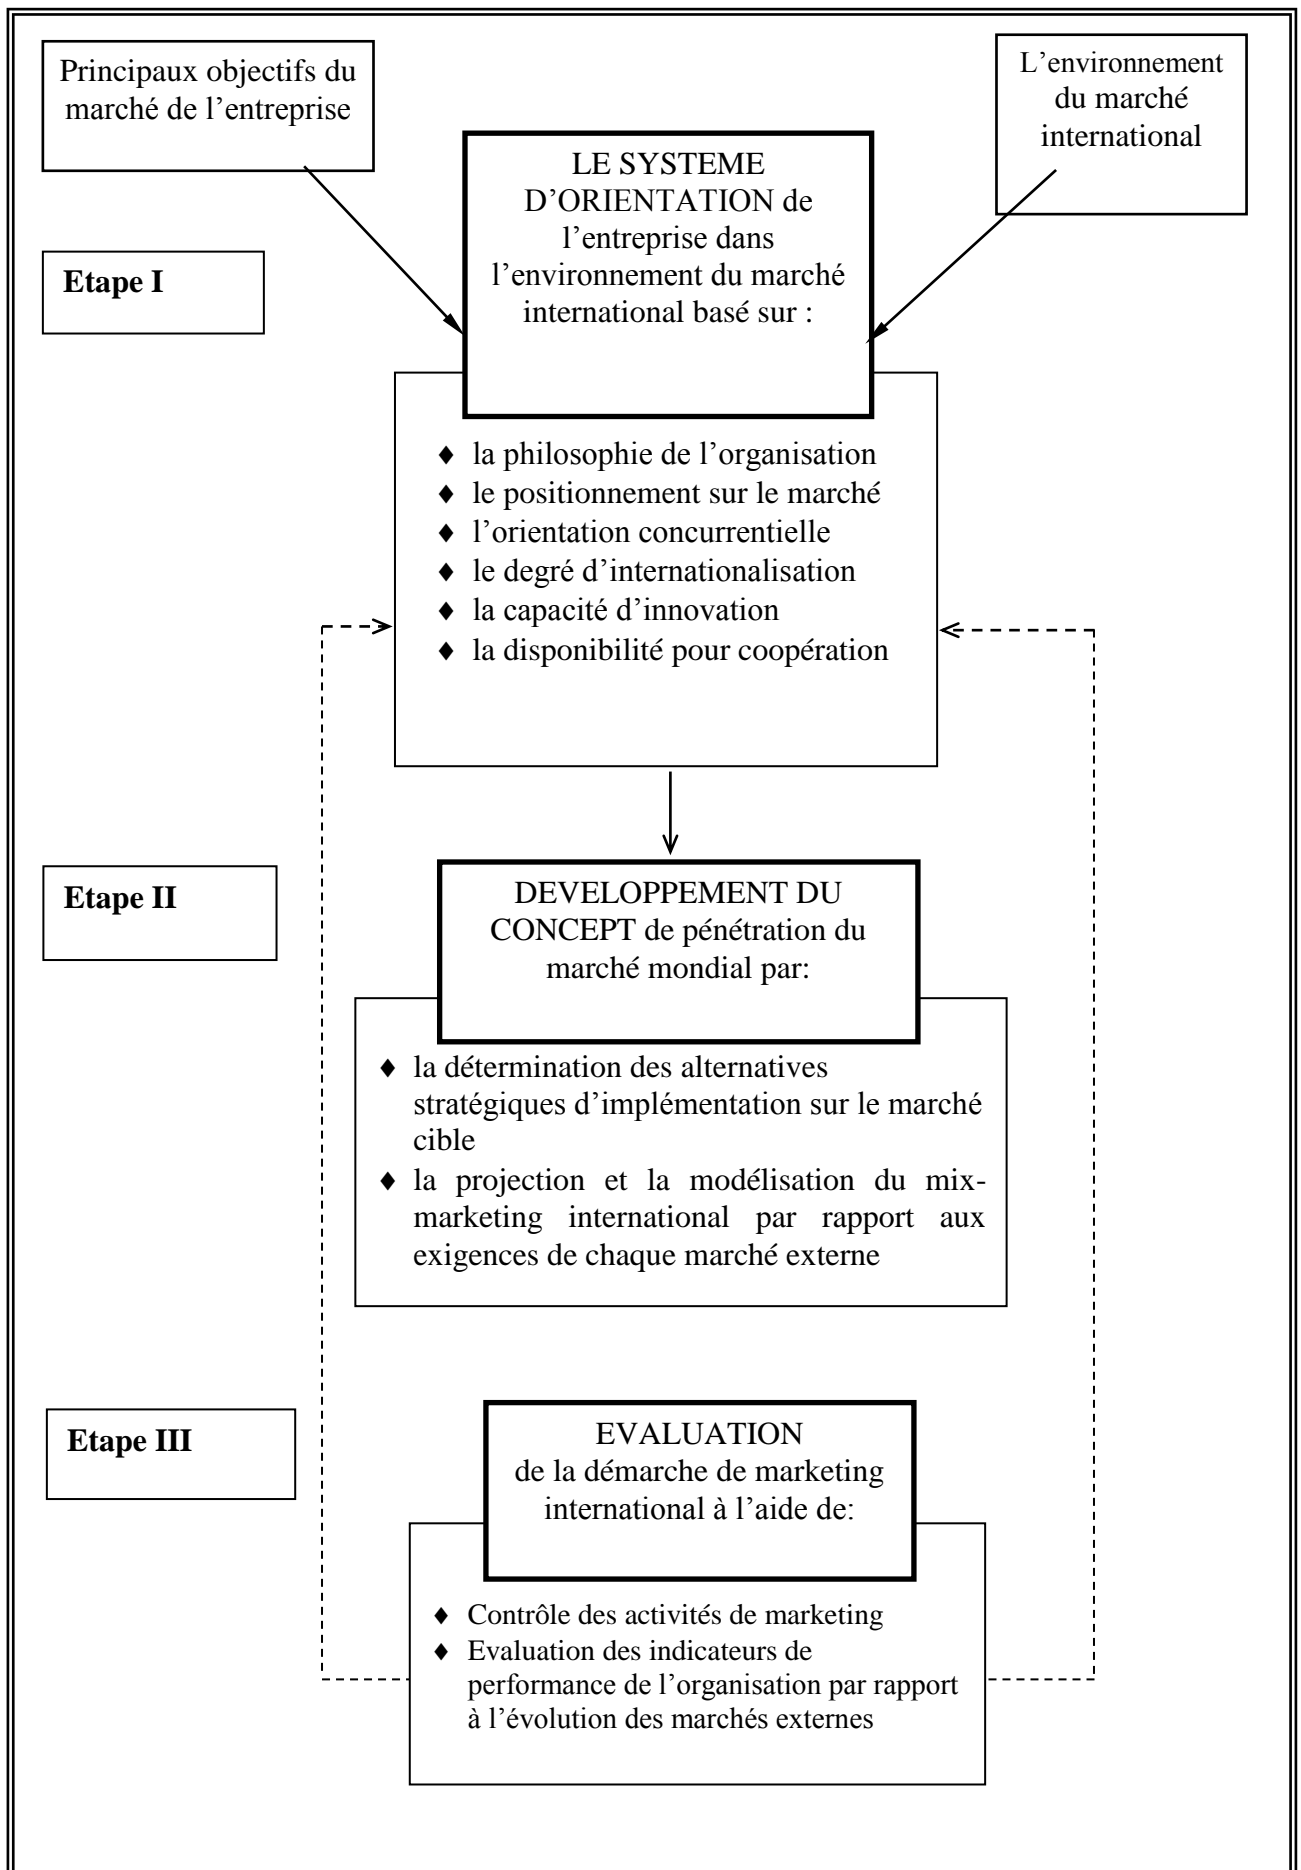 Principaux objectifs du
marché de l’entreprise
L’environnement
du marché
international
LE SYSTEME
D’ORIENTATION de
l’entreprise dans
l’environnement du marché
international basé sur :
Etape I
♦ la philosophie de l’organisation
♦ le positionnement sur le marché
♦ l’orientation concurrentielle
♦ le degré d’internationalisation
♦ la capacité d’innovation
♦ la disponibilité pour coopération
Etape II
DEVELOPPEMENT DU
CONCEPT de pénétration du
marché mondial par:
♦ la détermination des alternatives
stratégiques d’implémentation sur le marché
cible
♦ la projection et la modélisation du mix-
marketing international par rapport aux
exigences de chaque marché externe
Etape III
EVALUATION
de la démarche de marketing
international à l’aide de:
♦ Contrôle des activités de marketing
♦ Evaluation des indicateurs de
performance de l’organisation par rapport
à l’évolution des marchés externes